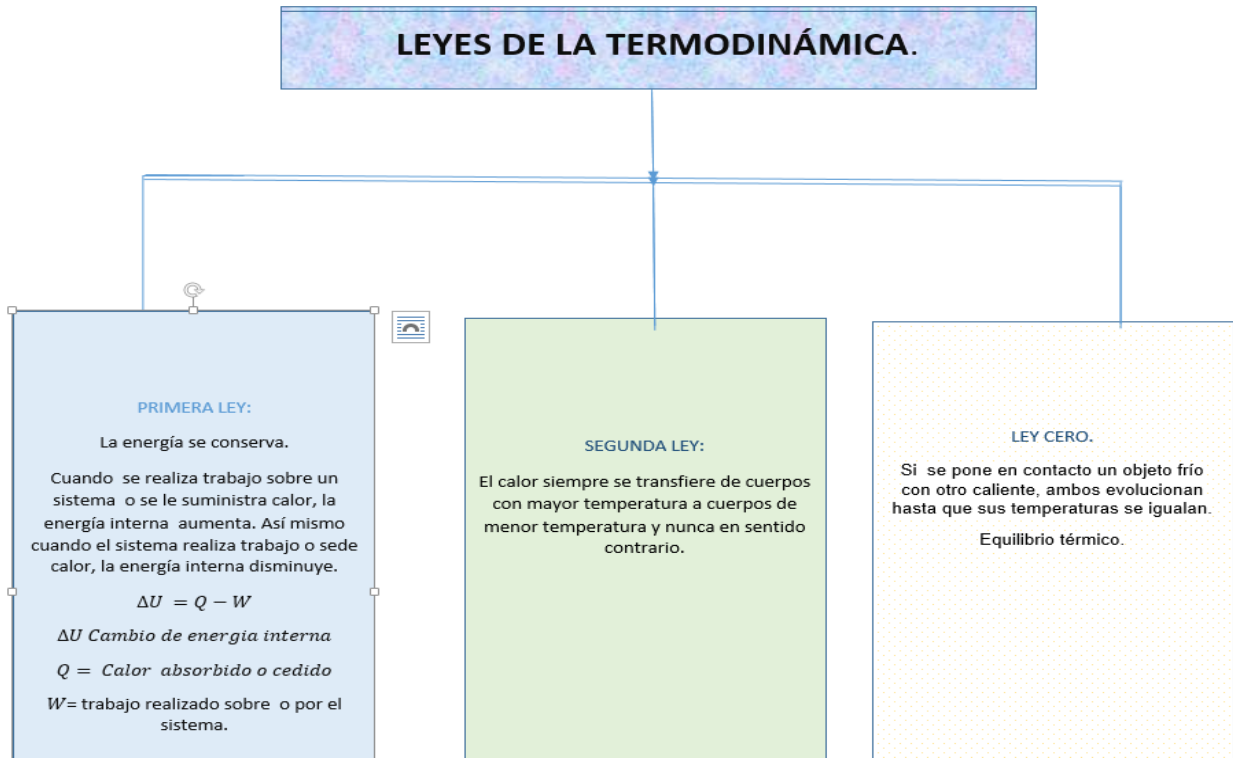 LEYES DE LA TERMODINÁMICA.
PRIMERA LEY:
La energía se conserva.
Cuando se realiza trabajo sobre un
sistema o se le suministra calor, la
energía interna aumenta. Así mismo
cuando el sistema realiza trabajo o sede
calor, la energía interna disminuye.
ΔU = Q − W
ΔU Cambio de energia interna
Q = Calor absorbido o cedido
W= trabajo realizado sobre o por el
sistema.
SEGUNDA LEY:
El calor siempre se transfiere de cuerpos
con mayor temperatura a cuerpos de
menor temperatura y nunca en sentido
contrario.
LEY CERO.
Si se pone en contacto un objeto frío
con otro caliente, ambos evolucionan
hasta que sus temperaturas se igualan.
Equilibrio térmico.